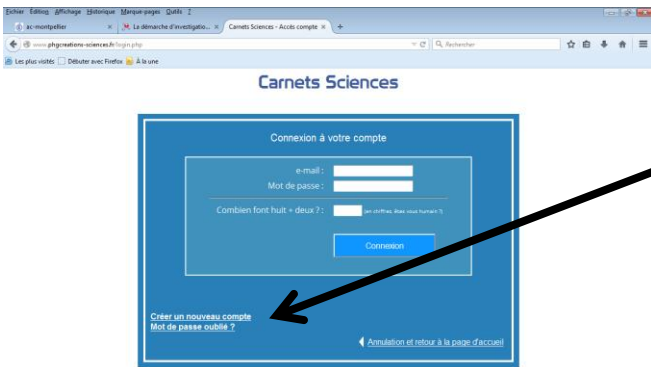 Fichier Édition Affichage Historique Marque-pages Outils ?
ac-montpellier × La démarche d'investigatio... × Carnets Sciences - Accès compte × +
www.phgcreations-sciences.fr/login.php Rechercher
Les plus visités Débuter avec Firefox À la une
Carnets Sciences
Connexion à votre compte
e-mail :
Mot de passe :
Combien font huit + deux ? : (en chiffres, êtes vous humain ?)
Connexion
Créer un nouveau compte
Mot de passe oublié ?
Annulation et retour à la page d'accueil